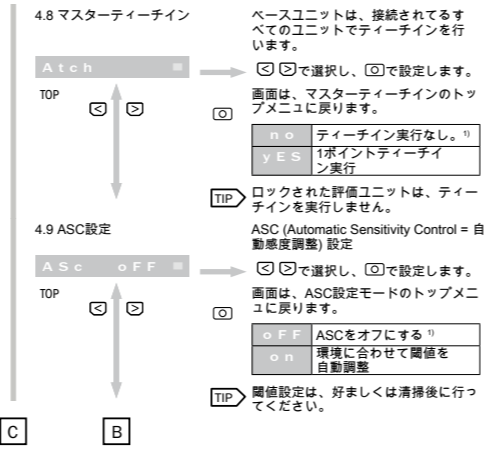 4.8 マスターティーチイン
ベースユニットは、接続されてるす
べてのユニットでティーチインを行
います。
Atch
< > で選択し、O で設定します。
TOP
< >
O
画面は、マスターティーチインのトッ
プメニュに戻ります。
no ティーチイン実行なし。1)
yES 1ポイントティーチイ
ン実行
TIP ロックされた評価ユニットは、ティー
チインを実行しません。
4.9 ASC設定
ASC (Automatic Sensitivity Control = 自
動感度調整) 設定
ASc oFF
< > で選択し、O で設定します。
TOP
< >
O
画面は、ASC設定モードのトップメニ
ュに戻ります。
oFF ASCをオフにする 1)
on 環境に合わせて閾値を
自動調整
TIP 閾値設定は、好ましくは清掃後に行っ
てください。
C B